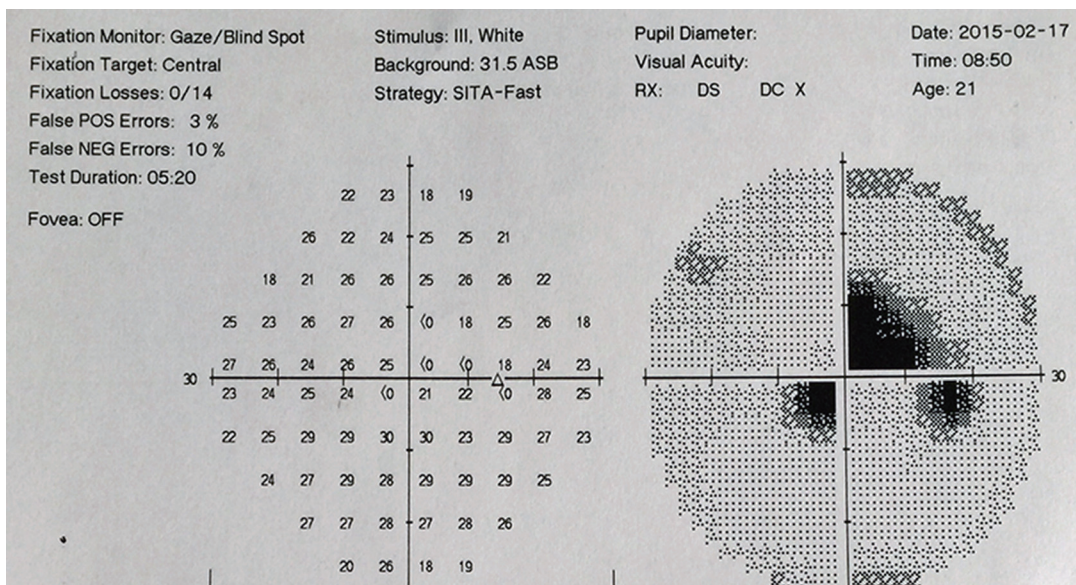 Fixation Monitor: Gaze/Blind Spot
Fixation Target: Central
Fixation Losses: 0/14
False POS Errors: 3 %
False NEG Errors: 10 %
Test Duration: 05:20
Fovea: OFF
Stimulus: III, White
Background: 31.5 ASB
Strategy: SITA-Fast
Pupil Diameter:
Visual Acuity:
RX: DS DC X
Date: 2015-02-17
Time: 08:50
Age: 21
22 23 18 19
26 22 24 25 25 21
18 21 26 26 25 26 26 22
25 23 26 27 26 <0 18 25 26 18
27 26 24 26 25 <0 <0 18 24 23
30
23 24 25 24 <0 21 22 <0 28 25
22 25 29 29 30 30 23 29 27 23
24 27 29 28 29 29 29 25
27 27 28 27 28 26
20 26 18 19
30